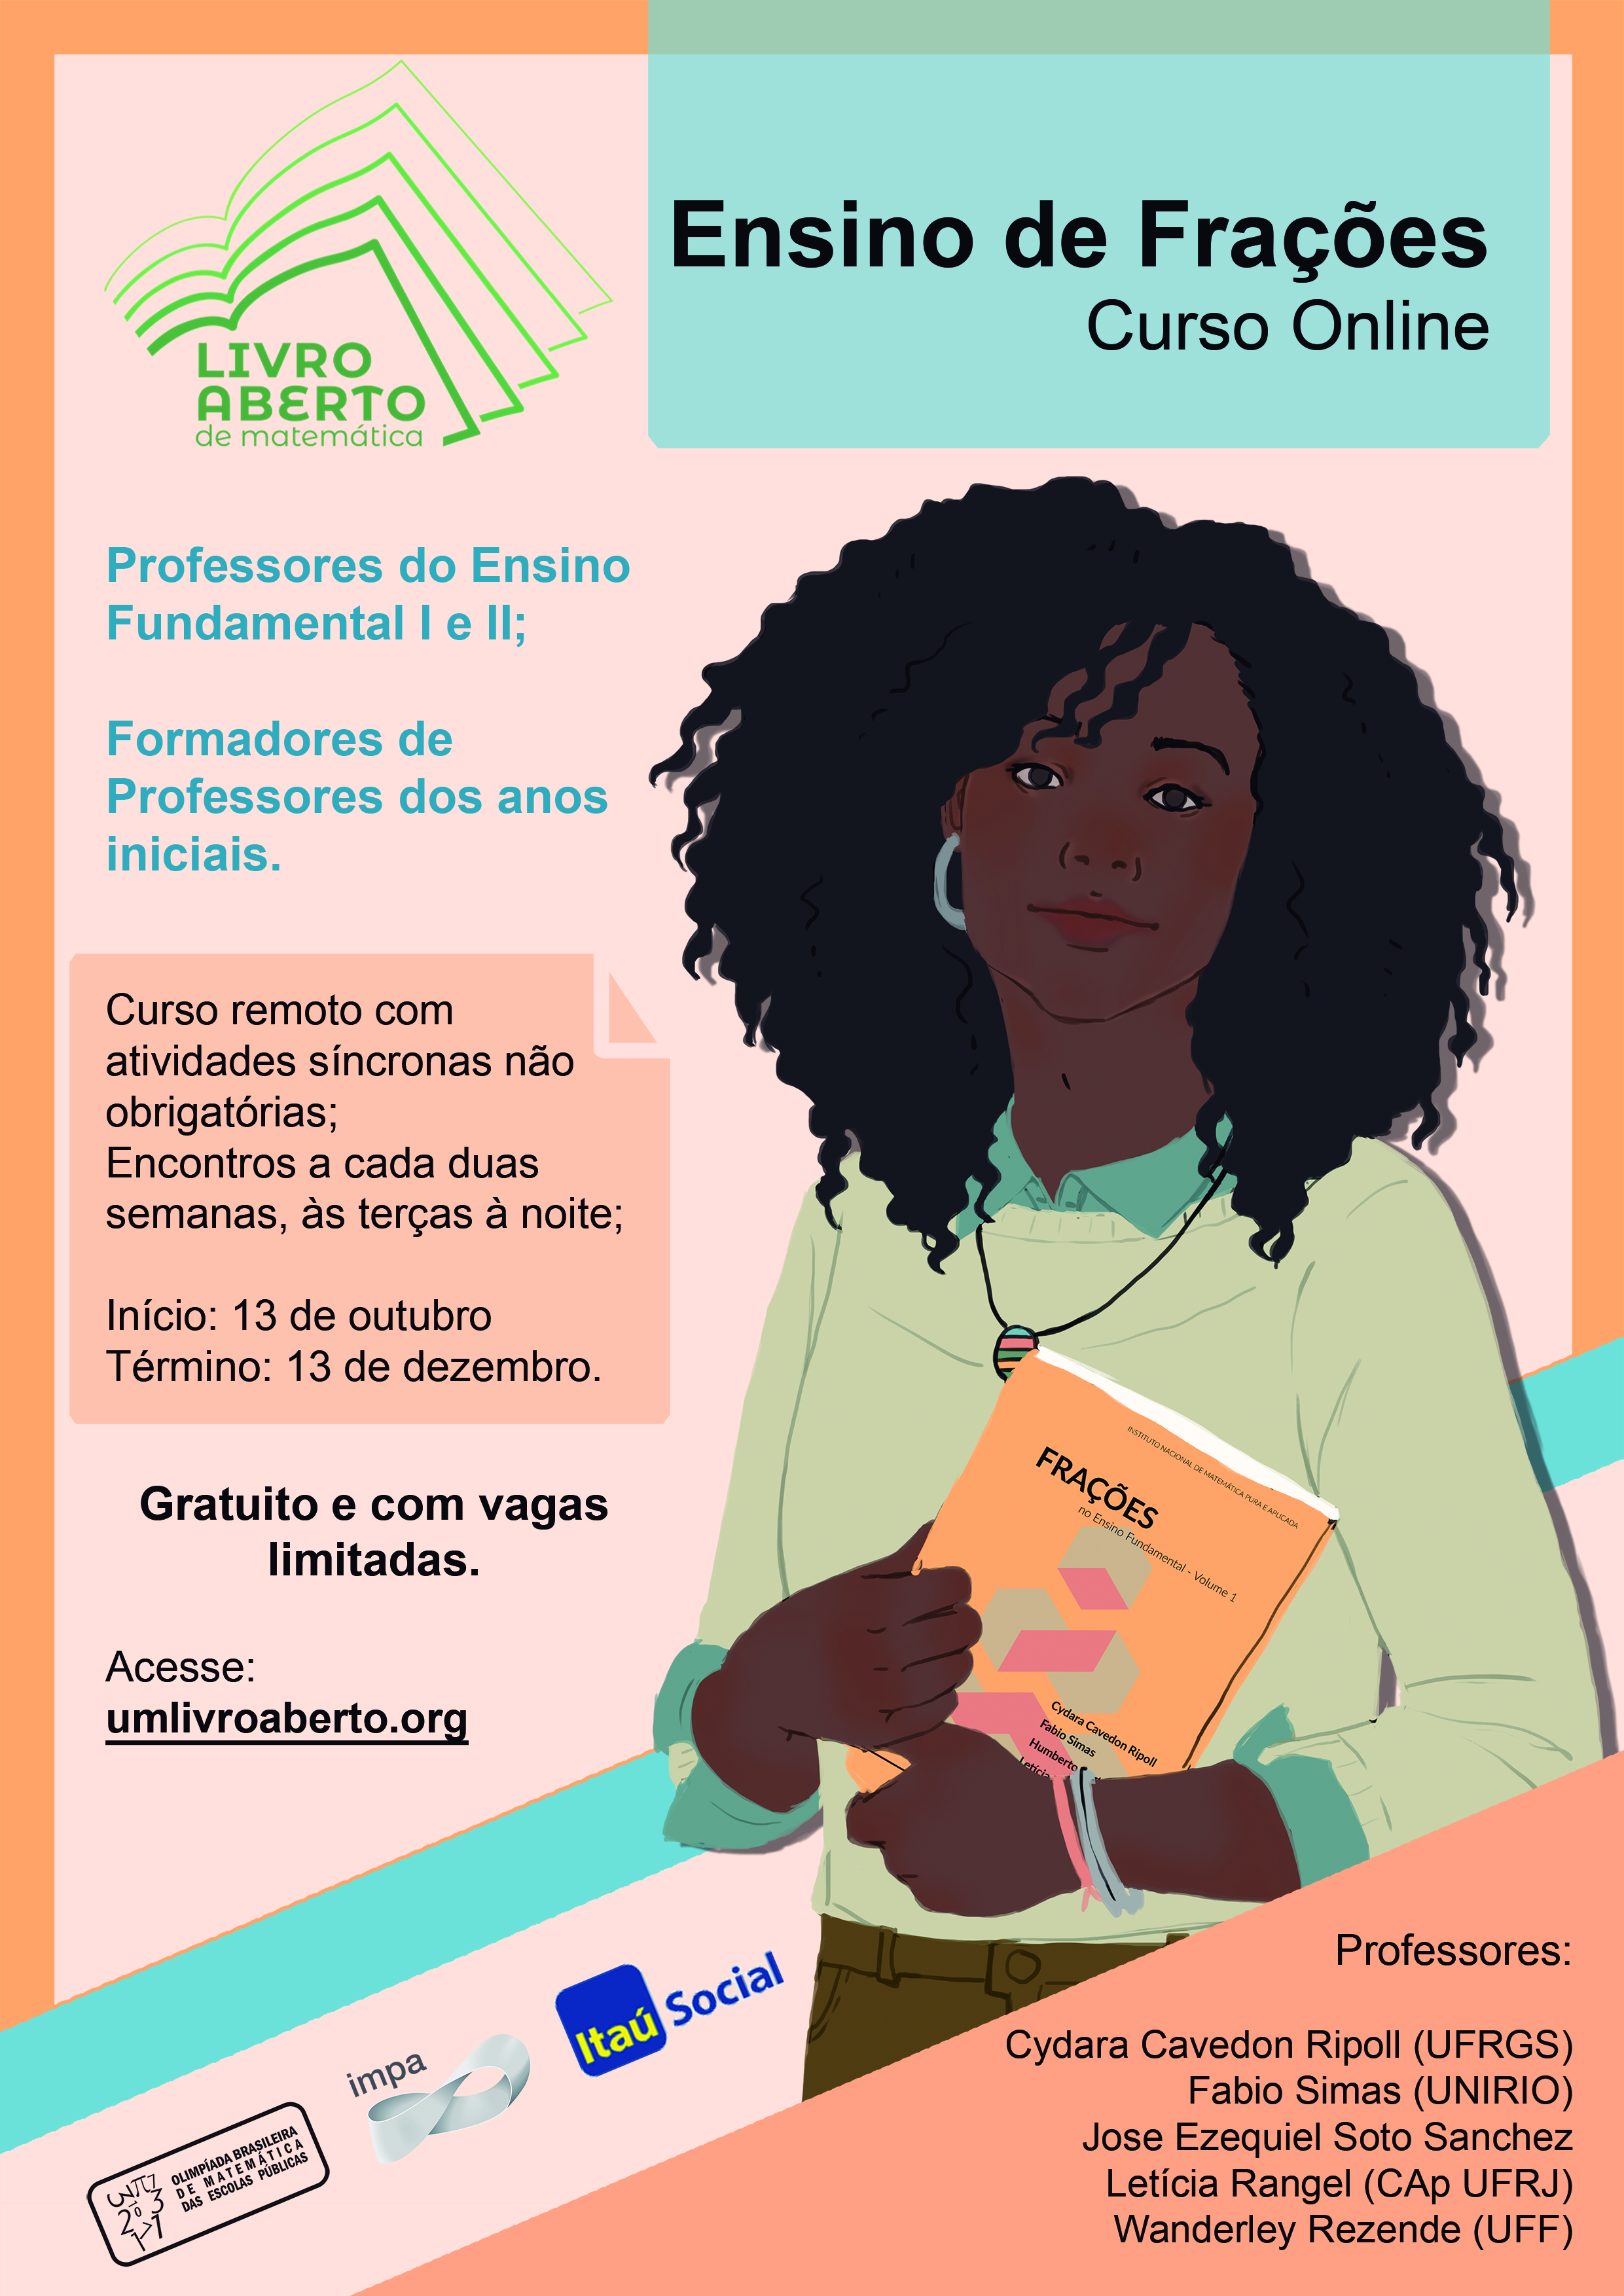 LIVRO
ABERTO
de matemática
Ensino de Frações
Curso Online
Professores do Ensino
Fundamental I e II;
Formadores de
Professores dos anos
iniciais.
Curso remoto com
atividades síncronas não
obrigatórias;
Encontros a cada duas
semanas, às terças à noite;
Início: 13 de outubro
Término: 13 de dezembro.
Gratuito e com vagas
limitadas.
Acesse:
umlivroaberto.org
INSTITUTO NACIONAL DE MATEMÁTICA PURA E APLICADA
FRAÇÕES
no Ensino Fundamental - Volume 1
Cydara Cavedon Ripoll
Fabio Simas
Humberto
Letícia
Itaú Social
impa
OLIMPÍADA BRASILEIRA
DE MATEMÁTICA
DAS ESCOLAS PÚBLICAS
Professores:
Cydara Cavedon Ripoll (UFRGS)
Fabio Simas (UNIRIO)
Jose Ezequiel Soto Sanchez
Letícia Rangel (CAp UFRJ)
Wanderley Rezende (UFF)